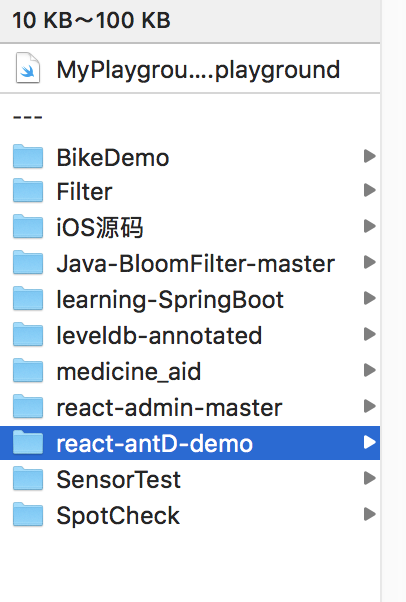 10 KB～100 KB
MyPlaygrou....playground
---
BikeDemo
Filter
iOS源码
Java-BloomFilter-master
learning-SpringBoot
leveldb-annotated
medicine_aid
react-admin-master
react-antD-demo
SensorTest
SpotCheck